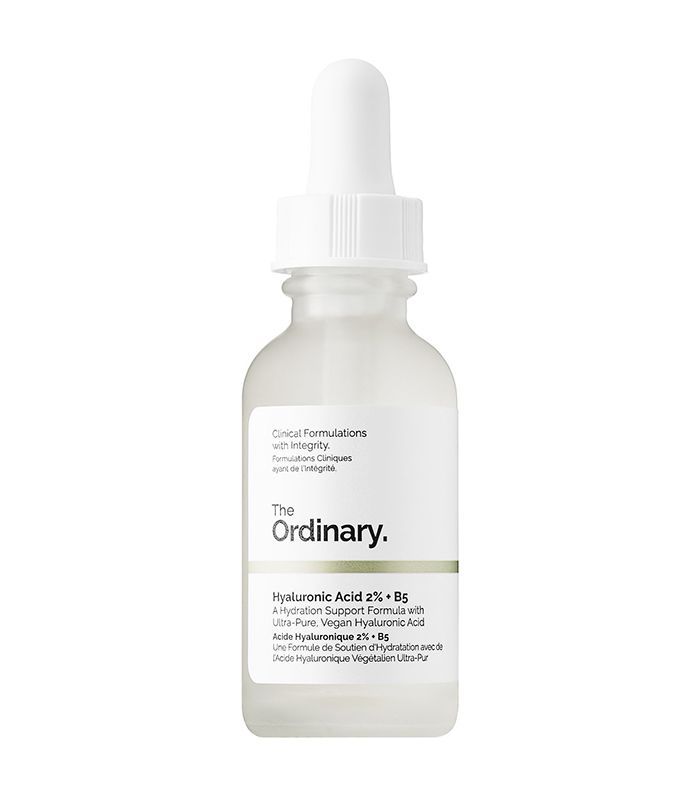 Clinical Formulations
with Integrity.
Formulations Cliniques
ayant de l'Intégrité.
The
Ordinary.
Hyaluronic Acid 2% + B5
A Hydration Support Formula with
Ultra-Pure, Vegan Hyaluronic Acid
Acide Hyaluronique 2% + B5
Une Formule de Soutien d'Hydratation avec de
l'Acide Hyaluronique Végétalien Ultra-Pur